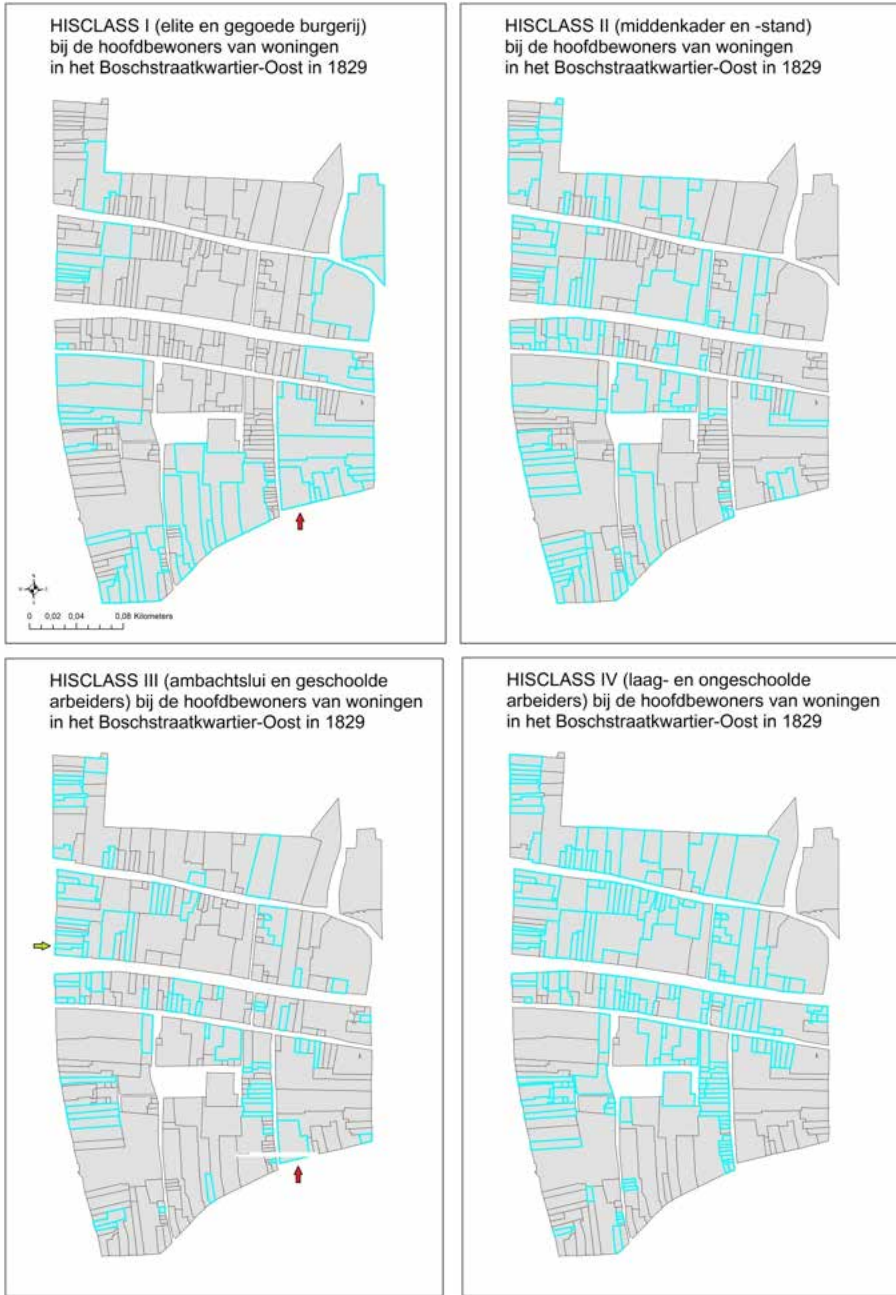 HISCLASS I (elite en gegoede burgerij)
bij de hoofdbewoners van woningen
in het Boschstraatkwartier-Oost in 1829
0 0,02 0,04 0,08 Kilometers
HISCLASS II (middenkader en -stand)
bij de hoofdbewoners van woningen
in het Boschstraatkwartier-Oost in 1829
HISCLASS III (ambachtslui en geschoolde
arbeiders) bij de hoofdbewoners van woningen
in het Boschstraatkwartier-Oost in 1829
HISCLASS IV (laag- en ongeschoolde
arbeiders) bij de hoofdbewoners van woningen
in het Boschstraatkwartier-Oost in 1829